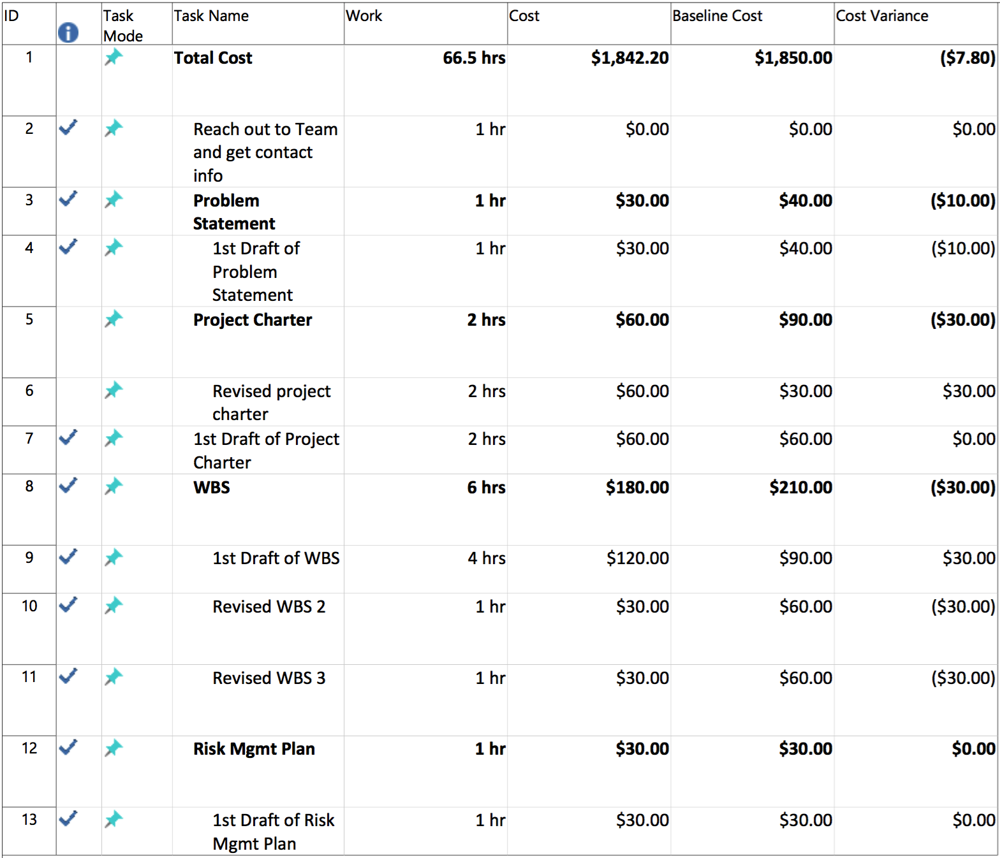 ID Task Mode Task Name Work Cost Baseline Cost Cost Variance
1 Total Cost 66.5 hrs $1,842.20 $1,850.00 ($7.80)
2 Reach out to Team 1 hr $0.00 $0.00 $0.00
and get contact
info
3 Problem 1 hr $30.00 $40.00 ($10.00)
Statement
4 1st Draft of 1 hr $30.00 $40.00 ($10.00)
Problem
Statement
5 Project Charter 2 hrs $60.00 $90.00 ($30.00)
6 Revised project 2 hrs $60.00 $30.00 $30.00
charter
7 1st Draft of Project 2 hrs $60.00 $60.00 $0.00
Charter
8 WBS 6 hrs $180.00 $210.00 ($30.00)
9 1st Draft of WBS 4 hrs $120.00 $90.00 $30.00
10 Revised WBS 2 1 hr $30.00 $60.00 ($30.00)
11 Revised WBS 3 1 hr $30.00 $60.00 ($30.00)
12 Risk Mgmt Plan 1 hr $30.00 $30.00 $0.00
13 1st Draft of Risk 1 hr $30.00 $30.00 $0.00
Mgmt Plan